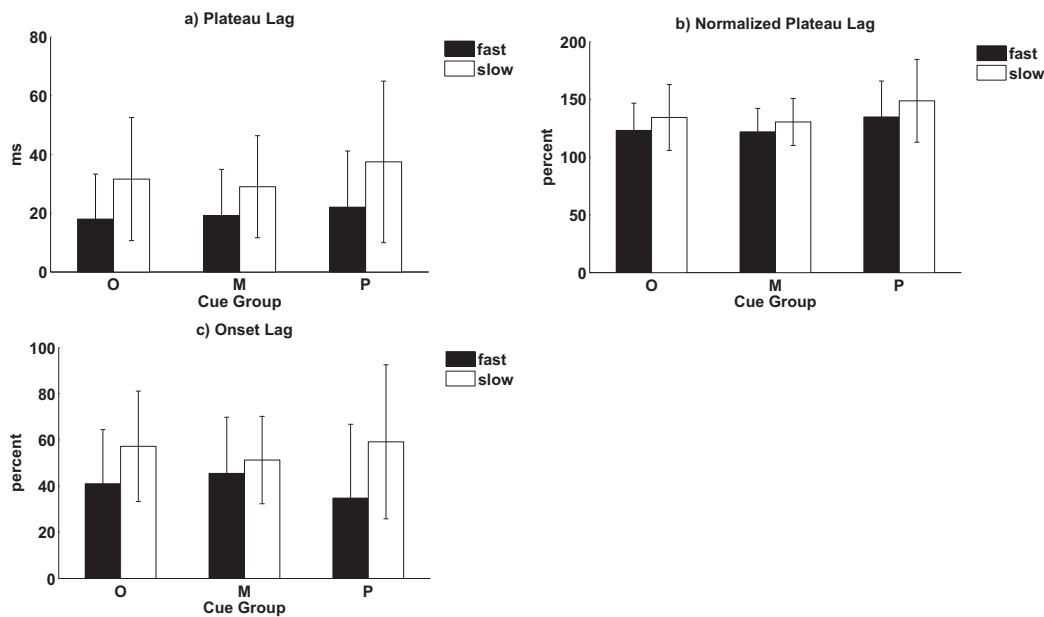 a) Plateau Lag
80
60
40
20
0
ms
O M P
Cue Group
fast
slow
b) Normalized Plateau Lag
200
150
100
50
0
percent
O M P
Cue Group
fast
slow
c) Onset Lag
100
80
60
40
20
0
percent
O M P
Cue Group
fast
slow